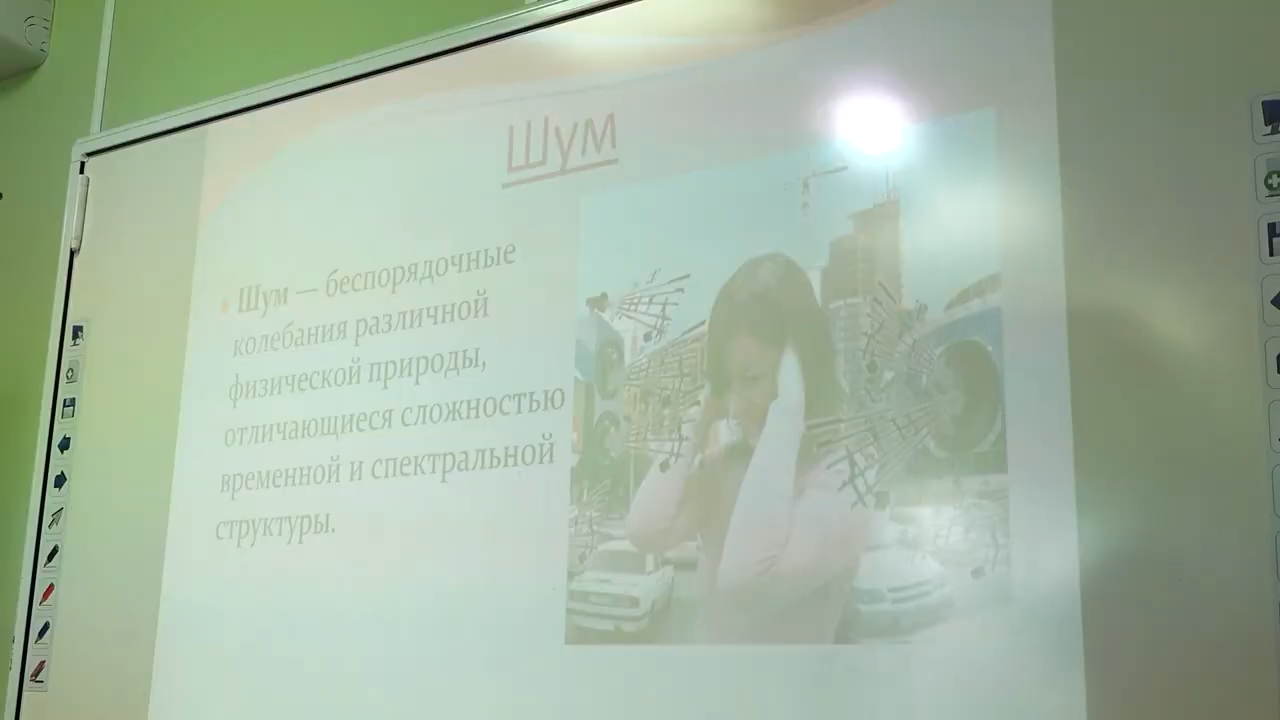 Шум
Шум — беспорядочные
колебания различной
физической природы,
отличающиеся сложностью
временной и спектральной
структуры.